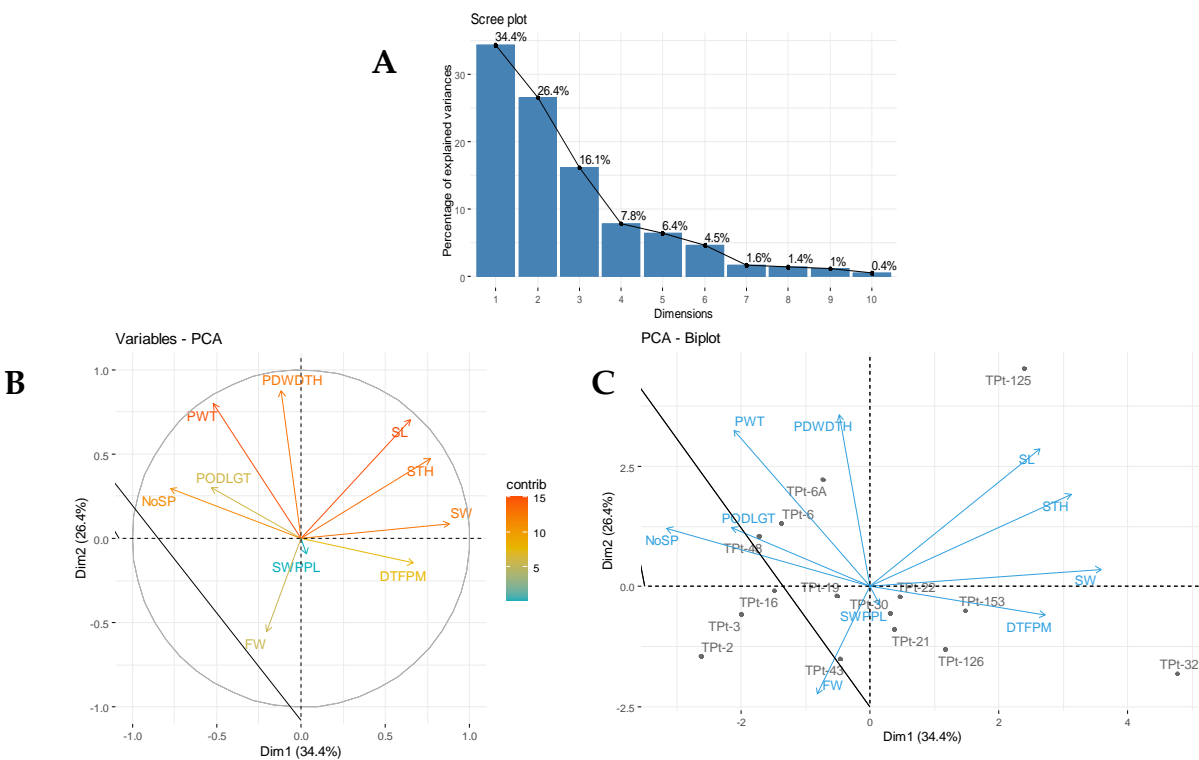 Scree plot
A
Percentage of explained variances
30
20
10
0
34.4%
26.4%
16.1%
7.8%
6.4%
4.5%
1.6%
1.4%
1%
0.4%
1 2 3 4 5 6 7 8 9 10
Dimensions
B
Variables - PCA
Dim2 (26.4%)
1.0
0.5
0.0
-0.5
-1.0
PDWDTH
PWT
SL
STH
PODLGT
NoSP
SW
SWPPL
DTFPM
FW
-1.0 -0.5 0.0 0.5 1.0
Dim1 (34.4%)
contrib
15
10
5
C
PCA - Biplot
Dim2 (26.4%)
2.5
0.0
-2.5
TPt-125
PWT
PDWDTH
SL
TPt-6A
STH
PODLGT
TPt-6
NoSP
TPt-48
SW
TPt-19
TPt-22
TPt-16
TPt-30
TPt-153
SWPPL
TPt-3
DTFPM
TPt-21
TPt-2
TPt-126
TPt-43
TPt-32
FW
-2 0 2 4
Dim1 (34.4%)